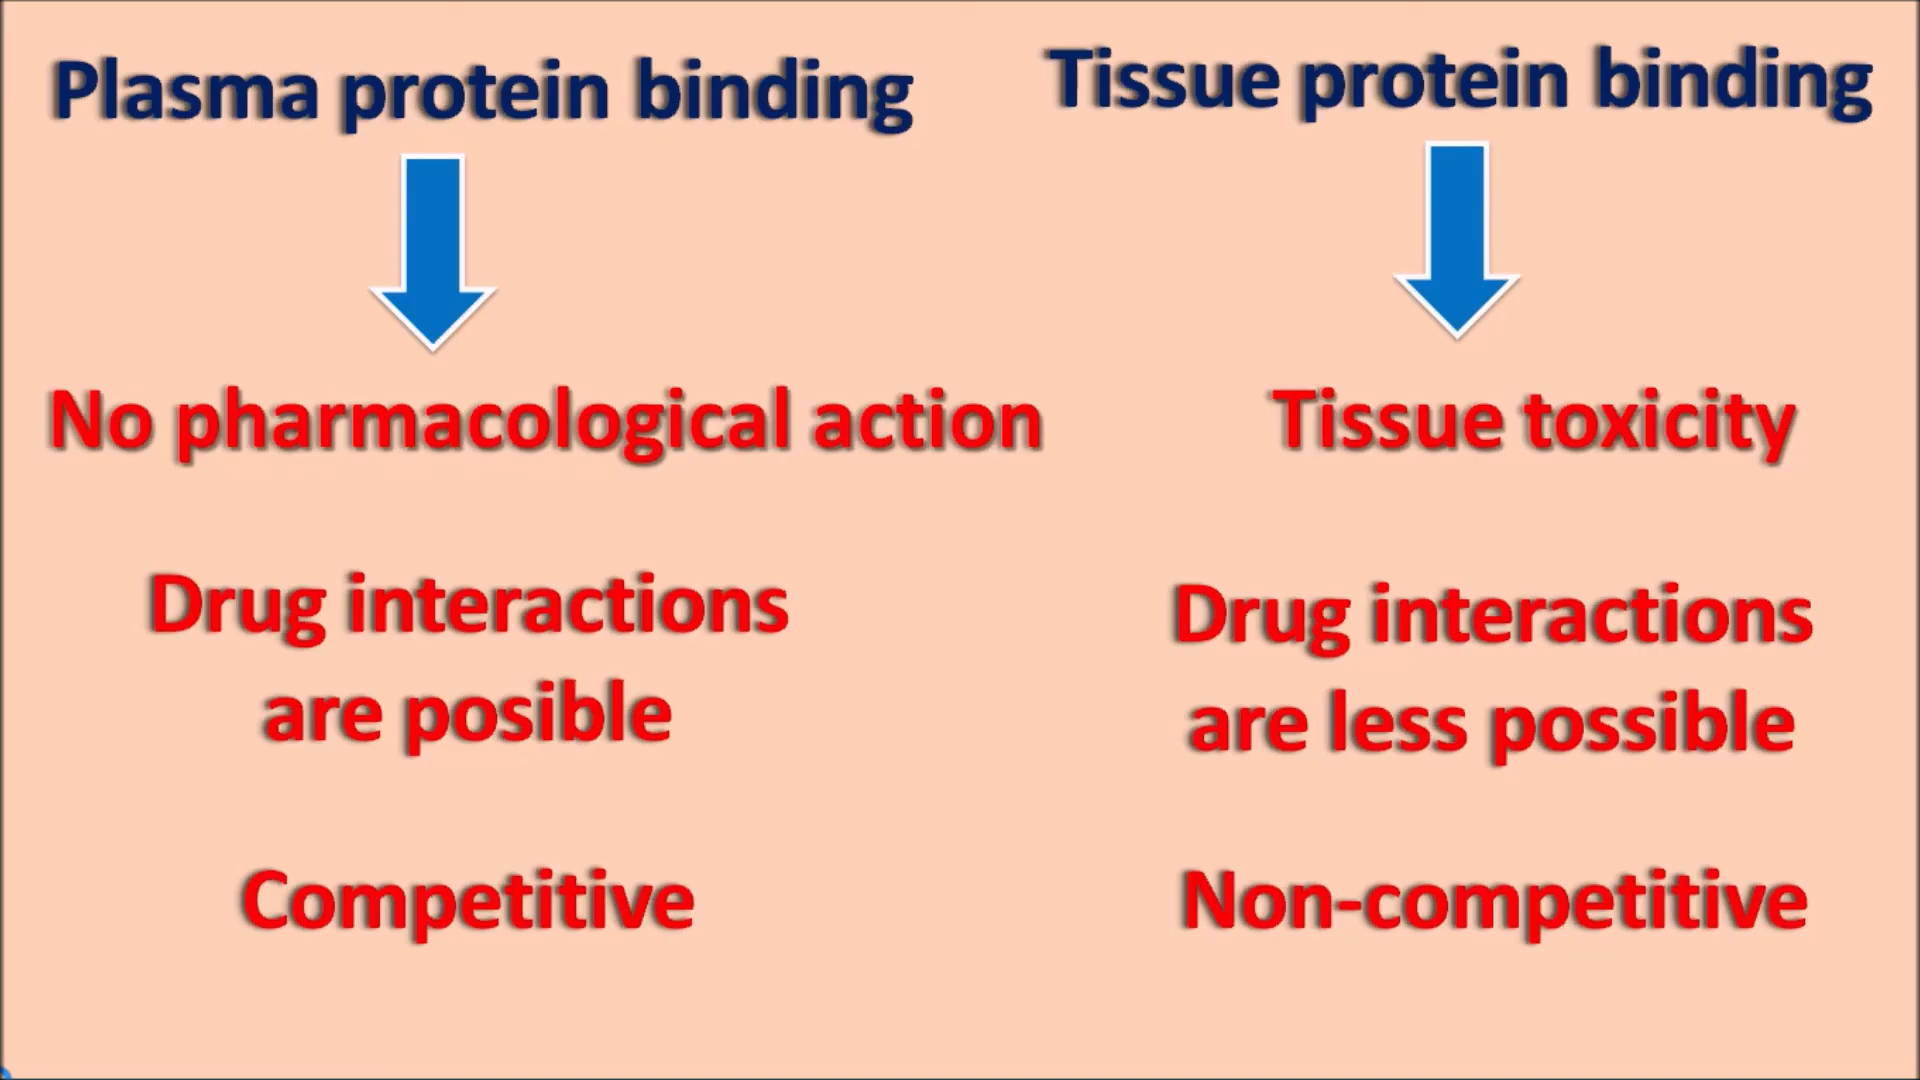 Plasma protein binding
No pharmacological action
Drug interactions
are posible
Competitive
Tissue protein binding
Tissue toxicity
Drug interactions
are less possible
Non-competitive